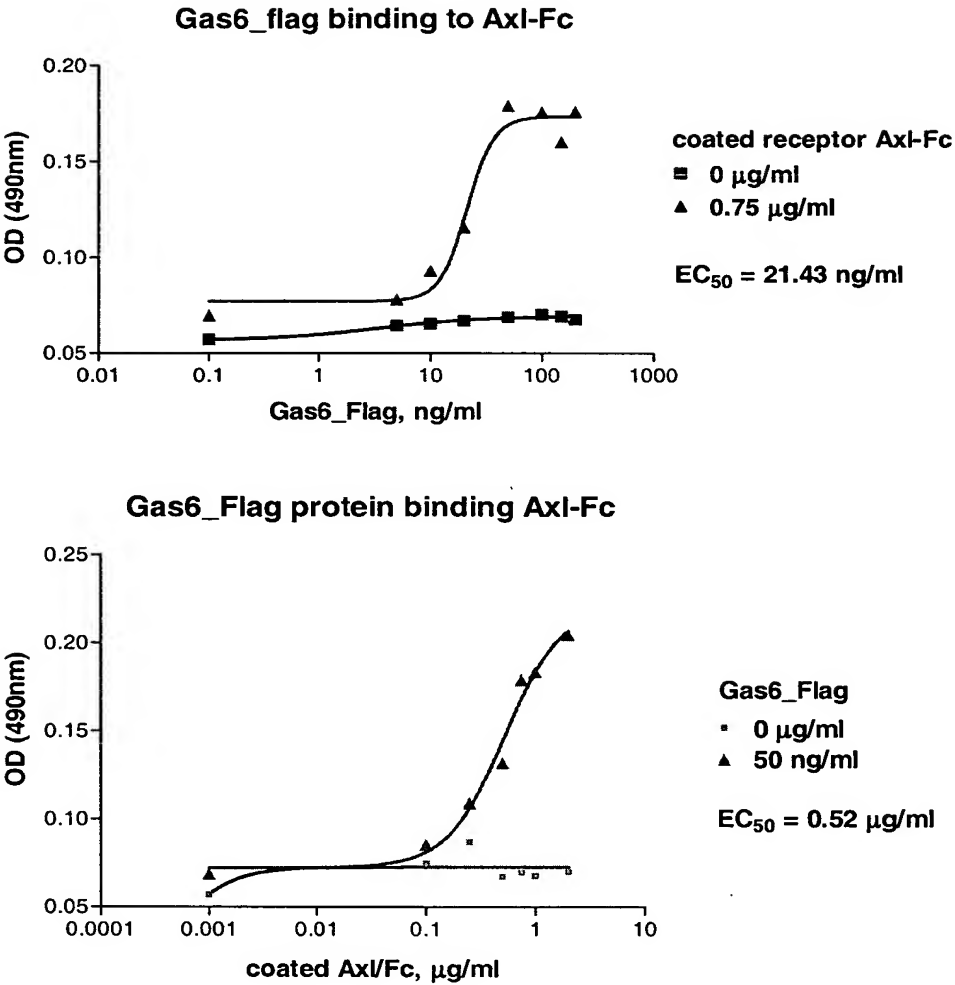 Gas6_flag binding to Axl-Fc
0.20
0.15
0.10
0.05
OD (490nm)
0.01 0.1 1 10 100 1000
Gas6_Flag, ng/ml
coated receptor Axl-Fc
0 µg/ml
0.75 µg/ml
EC50 = 21.43 ng/ml
Gas6_Flag protein binding Axl-Fc
0.25
0.20
0.15
0.10
0.05
OD (490nm)
0.0001 0.001 0.01 0.1 1 10
coated Axl/Fc, µg/ml
Gas6_Flag
0 µg/ml
50 ng/ml
EC50 = 0.52 µg/ml